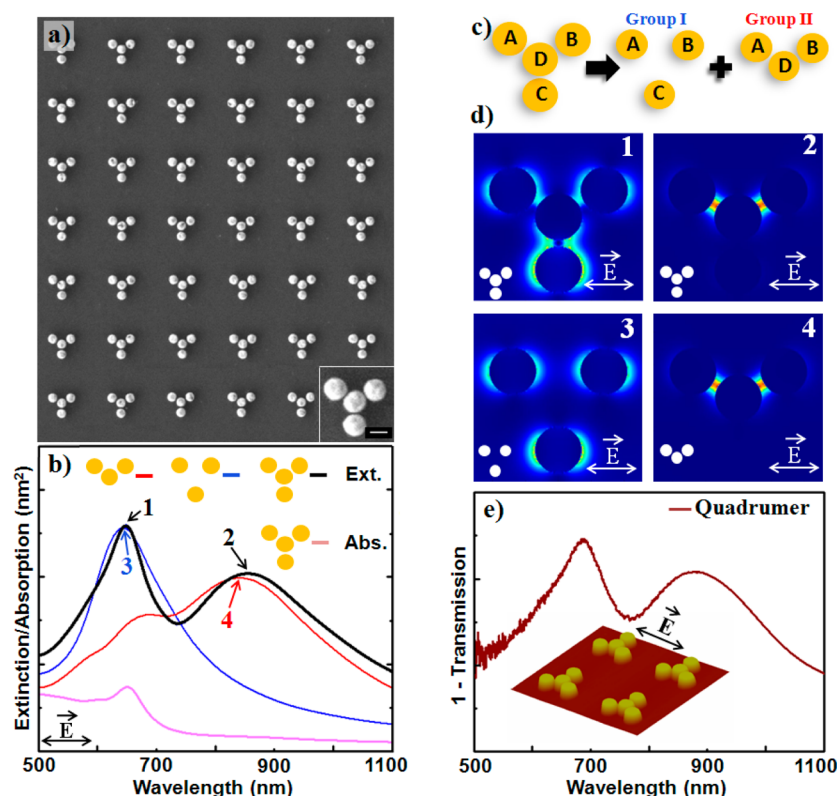 a)
b)
Ext.
Abs.
1
2
3
4
E
Extinction/Absorption (nm²)
500
700
900
1100
Wavelength (nm)
c)
Group I
Group II
A
B
D
C
A
B
C
A
B
D
d)
1
E
2
E
3
E
4
E
e)
Quadrumer
E
1 - Transmission
500
700
900
1100
Wavelength (nm)